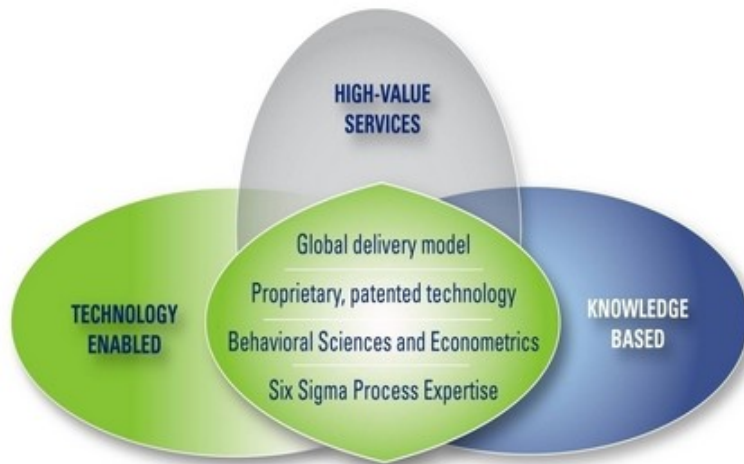 HIGH-VALUE
SERVICES
Global delivery model
Proprietary, patented technology
Behavioral Sciences and Econometrics
Six Sigma Process Expertise
TECHNOLOGY
ENABLED
KNOWLEDGE
BASED